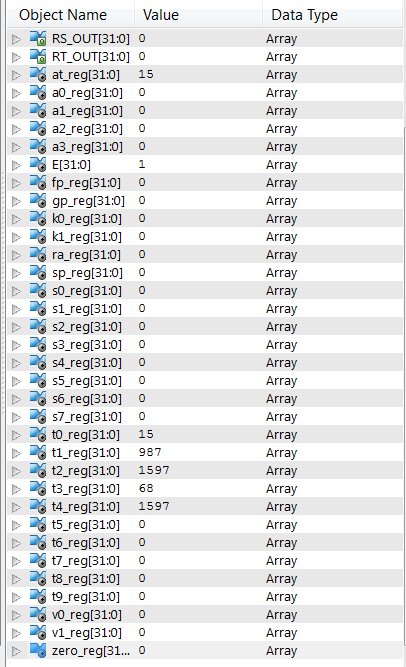 Object Name Value Data Type
RS_OUT[31:0] 0 Array
RT_OUT[31:0] 0 Array
at_reg[31:0] 15 Array
a0_reg[31:0] 0 Array
a1_reg[31:0] 0 Array
a2_reg[31:0] 0 Array
a3_reg[31:0] 0 Array
E[31:0] 1 Array
fp_reg[31:0] 0 Array
gp_reg[31:0] 0 Array
k0_reg[31:0] 0 Array
k1_reg[31:0] 0 Array
ra_reg[31:0] 0 Array
sp_reg[31:0] 0 Array
s0_reg[31:0] 0 Array
s1_reg[31:0] 0 Array
s2_reg[31:0] 0 Array
s3_reg[31:0] 0 Array
s4_reg[31:0] 0 Array
s5_reg[31:0] 0 Array
s6_reg[31:0] 0 Array
s7_reg[31:0] 0 Array
t0_reg[31:0] 15 Array
t1_reg[31:0] 987 Array
t2_reg[31:0] 1597 Array
t3_reg[31:0] 68 Array
t4_reg[31:0] 1597 Array
t5_reg[31:0] 0 Array
t6_reg[31:0] 0 Array
t7_reg[31:0] 0 Array
t8_reg[31:0] 0 Array
t9_reg[31:0] 0 Array
v0_reg[31:0] 0 Array
v1_reg[31:0] 0 Array
zero_reg[31... 0 Array